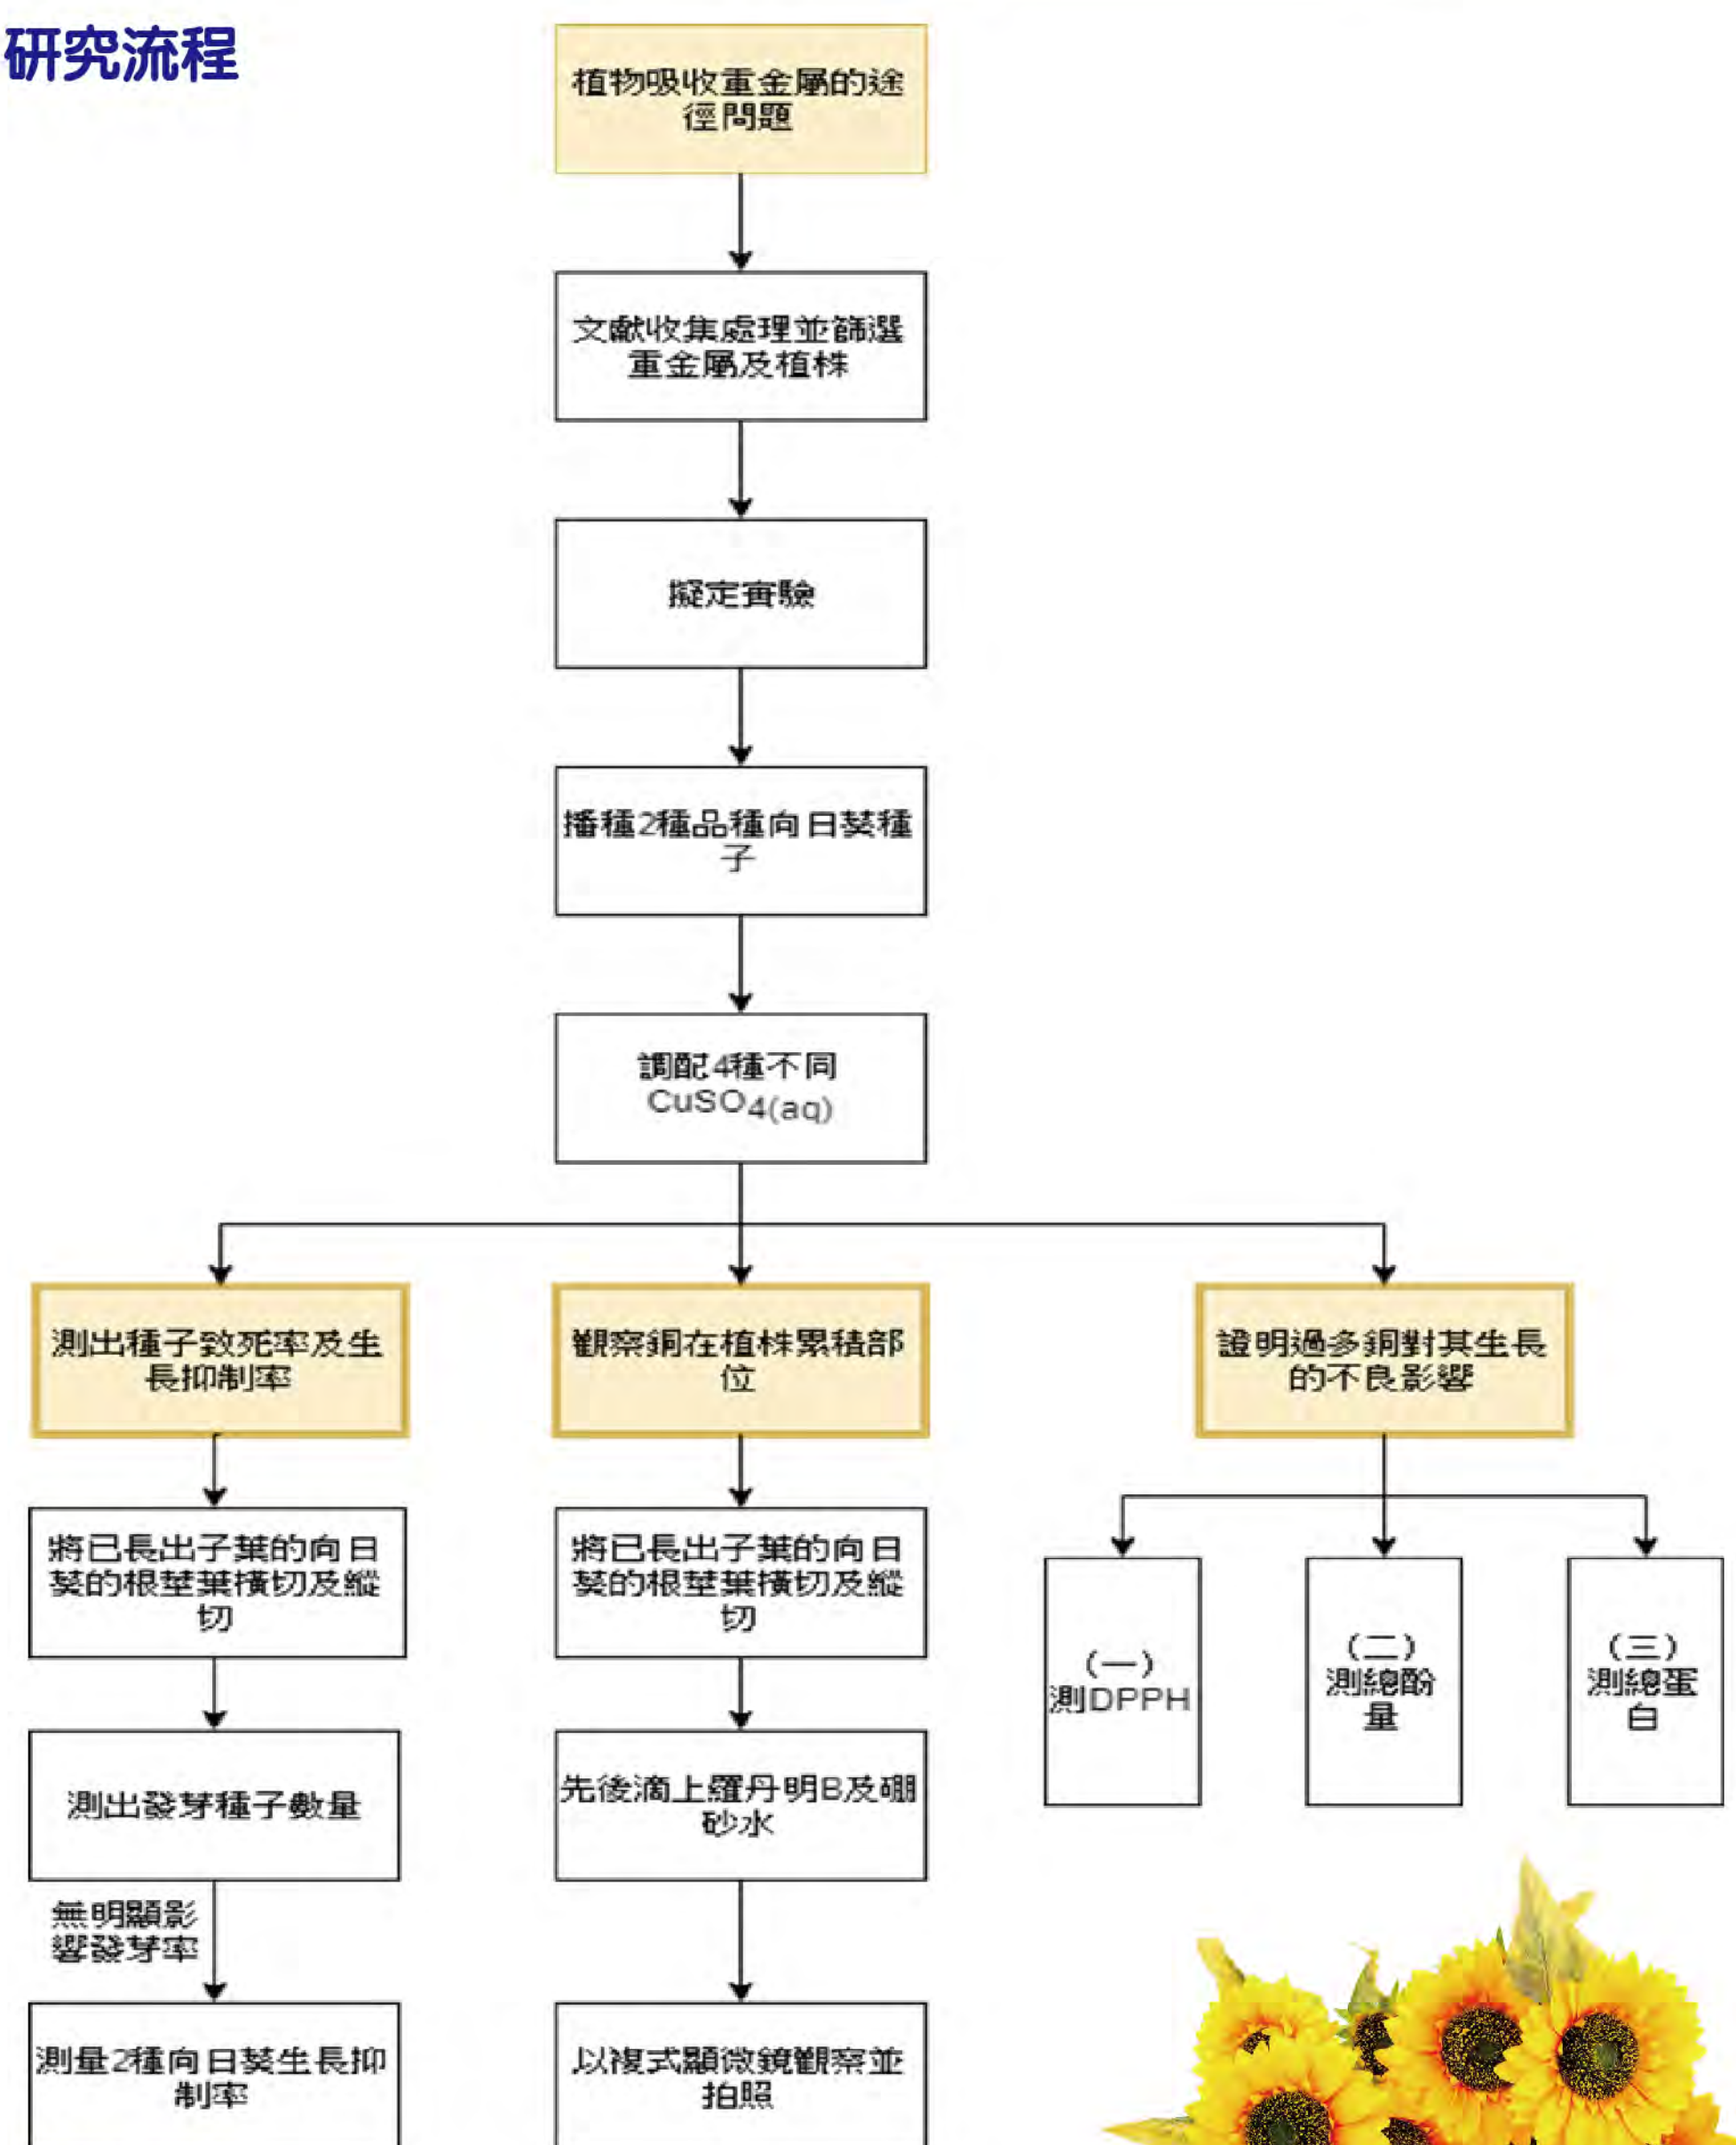 研究流程
植物吸收重金屬的途
徑問題
文獻收集處理並篩選
重金屬及植株
擬定實驗
播種2種品種向日葵種
子
調配4種不同
CuSO4(aq)
測出種子致死率及生
長抑制率
觀察銅在植株累積部
位
證明過多銅對其生長
的不良影響
將已長出子葉的向日
葵的根莖葉橫切及縱
切
將已長出子葉的向日
葵的根莖葉橫切及縱
切
(一)
測DPPH
(二)
測總酚
量
(三)
測總蛋
白
測出發芽種子數量
先後滴上羅丹明B及硼
砂水
無明顯影
響發芽率
測量2種向日葵生長抑
制率
以複式顯微鏡觀察並
拍照